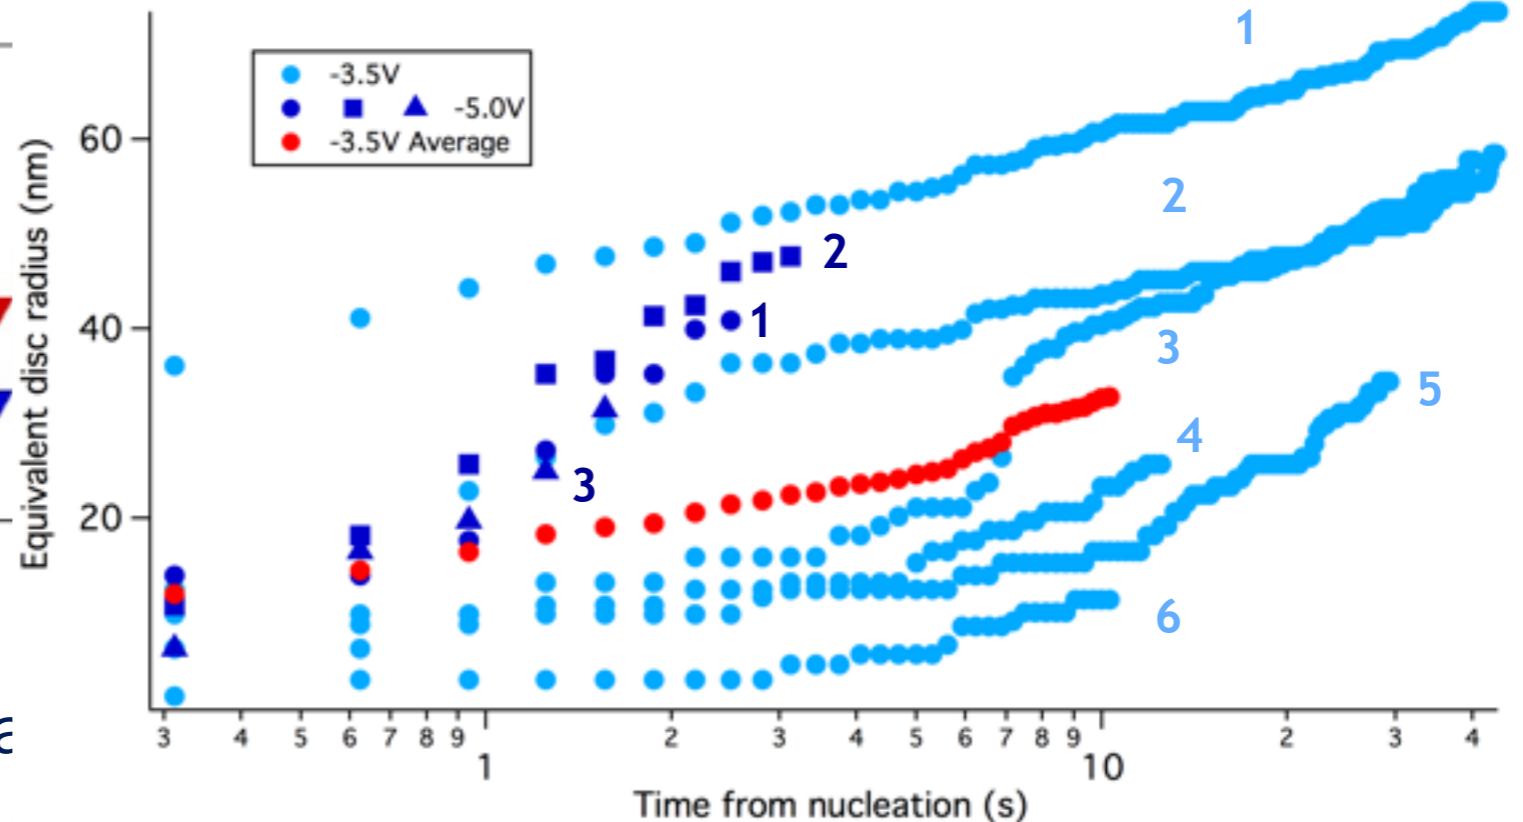 -3.5V
-5.0V
-3.5V Average
Equivalent disc radius (nm)
60
40
20
1
2
3
4
5
6
2
1
3
3 4 5 6 7 8 9 2 3 4 5 6 7 8 9 2 3 4
1 10
Time from nucleation (s)